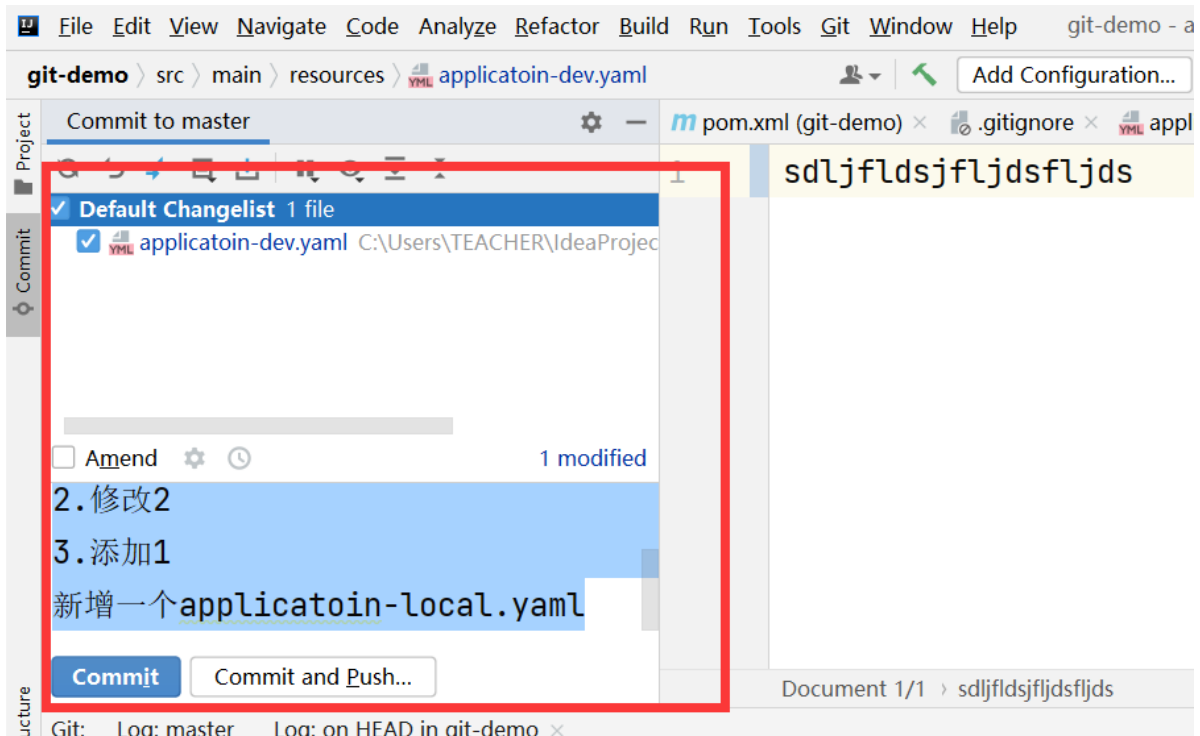 File Edit View Navigate Code Analyze Refactor Build Run Tools Git Window Help git-demo - a
git-demo src main resources applicatoin-dev.yaml Add Configuration...
Project
Commit
Commit to master
pom.xml (git-demo) .gitignore appl
Default Changelist 1 file
applicatoin-dev.yaml C:\Users\TEACHER\IdeaProjec
Amend 1 modified
2.修改2
3.添加1
新增一个applicatoin-local.yaml
Commit Commit and Push...
1 sdljfldsjfljdsfljds
Document 1/1 › sdljfldsjfljdsfljds
ucture
Git: Log: master Log: on HEAD in git-demo